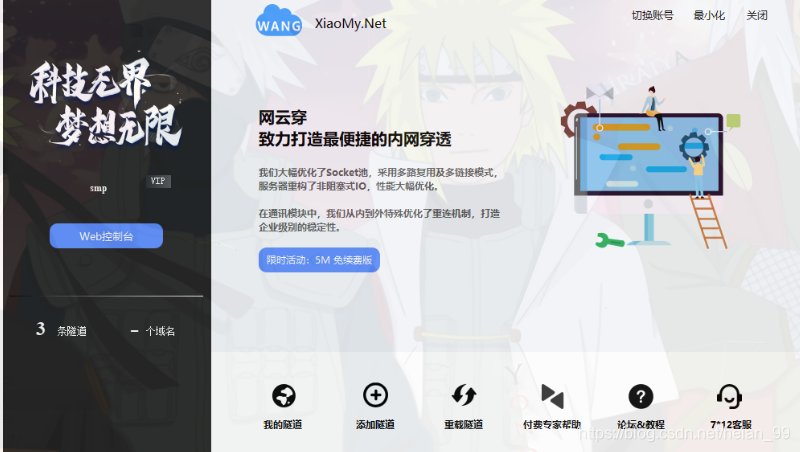 WANG
XiaoMy.Net
切换账号
最小化
关闭
科技无界
梦想无限
VIP
smp
Web控制台
3 条隧道
– 个域名
网云穿
致力打造最便捷的内网穿透
我们大幅优化了Socket池，采用多路复用及多链接模式，
服务器重构了非阻塞式IO，性能大幅优化。
在通讯模块中，我们从内到外特殊优化了重连机制，打造
企业级别的稳定性。
限时活动：5M 免续费版
我的隧道
添加隧道
重载隧道
付费专家帮助
论坛&教程
7*12客服